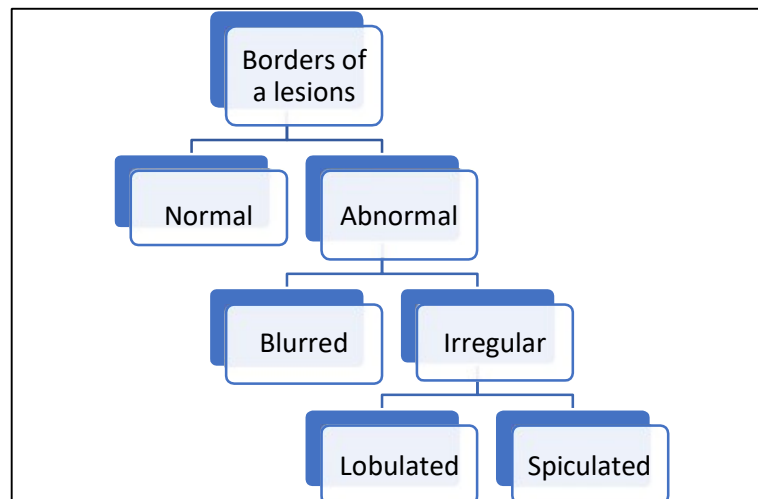 Borders of
a lesions
Normal
Abnormal
Blurred
Irregular
Lobulated
Spiculated